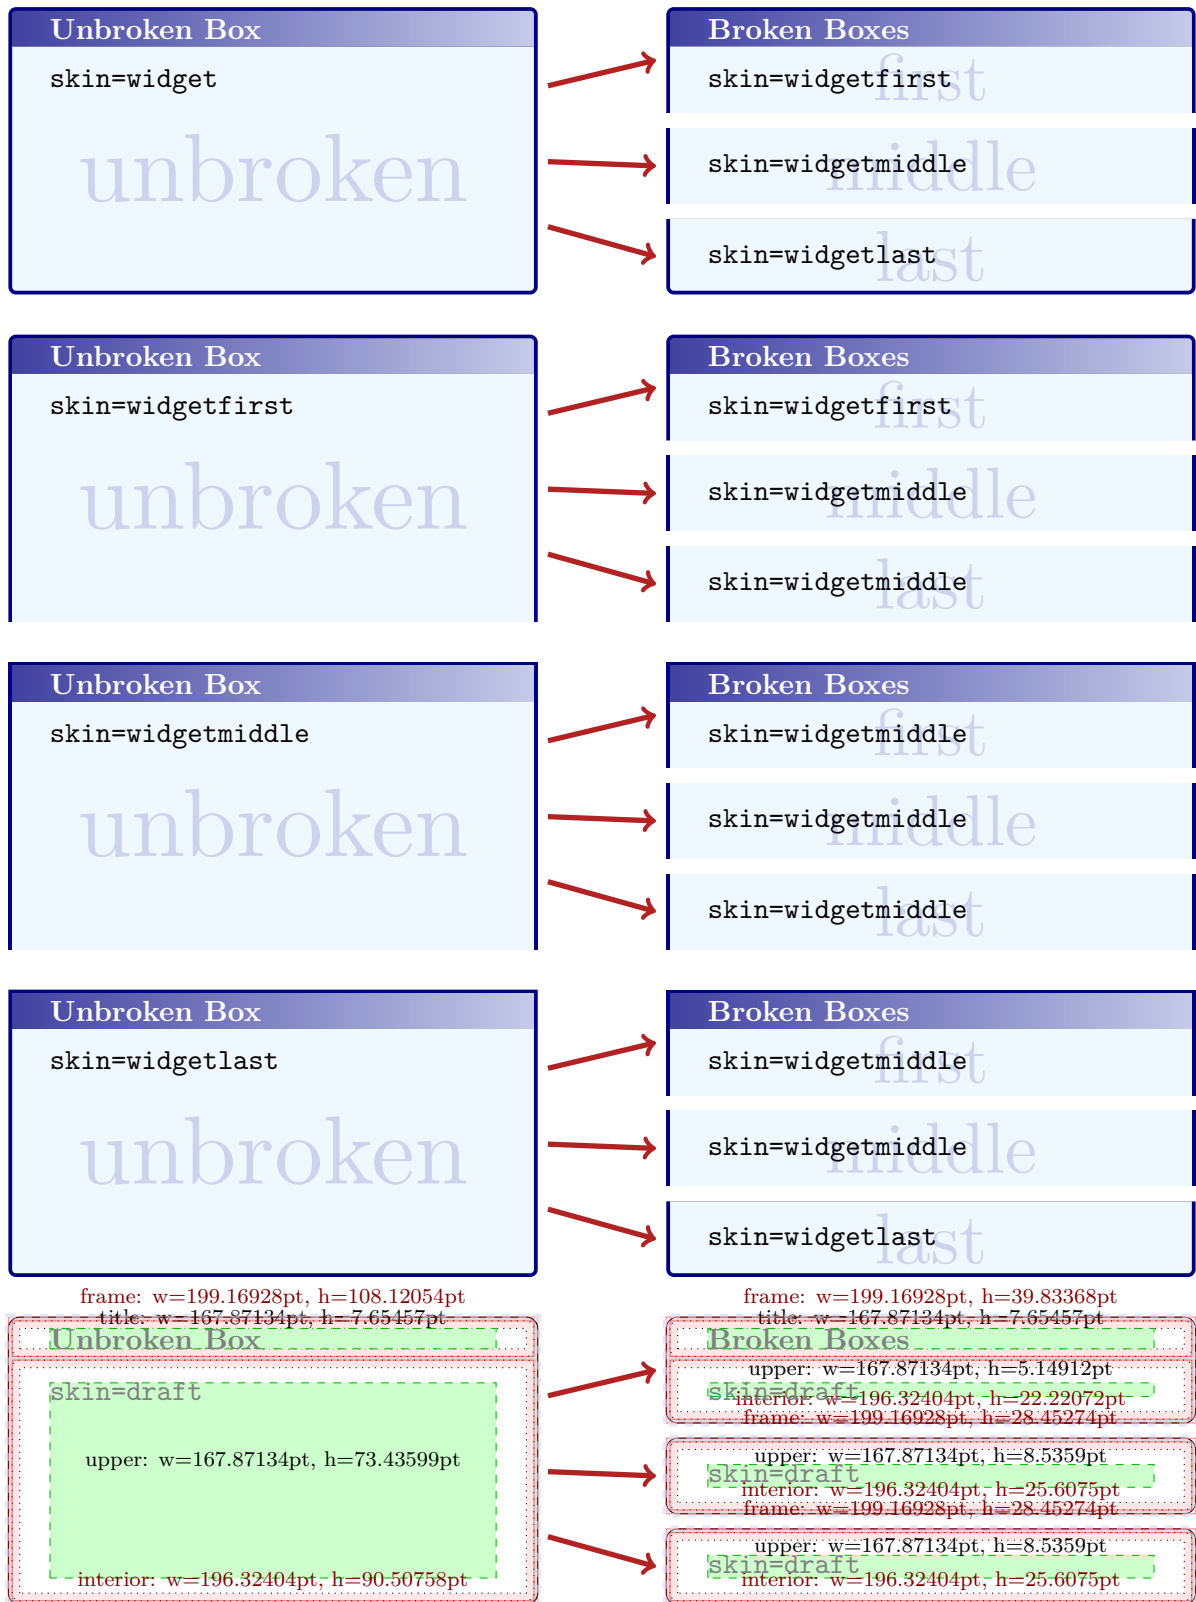 Unbroken Box
skin=widget
unbroken
Broken Boxes
skin=widgetfirst
first
skin=widgetmiddle
middle
skin=widgetlast
last
Unbroken Box
skin=widgetfirst
unbroken
Broken Boxes
skin=widgetfirst
first
skin=widgetmiddle
middle
skin=widgetmiddle
last
Unbroken Box
skin=widgetmiddle
unbroken
Broken Boxes
skin=widgetmiddle
first
skin=widgetmiddle
middle
skin=widgetmiddle
last
Unbroken Box
skin=widgetlast
unbroken
Broken Boxes
skin=widgetmiddle
first
skin=widgetmiddle
middle
skin=widgetlast
last
frame: w=199.16928pt, h=108.12054pt
title: w=167.87134pt, h=7.65457pt
Unbroken Box
skin=draft
upper: w=167.87134pt, h=73.43599pt
interior: w=196.32404pt, h=90.50758pt
frame: w=199.16928pt, h=39.83368pt
title: w=167.87134pt, h=7.65457pt
Broken Boxes
upper: w=167.87134pt, h=5.14912pt
skin=draft
interior: w=196.32404pt, h=22.22072pt
frame: w=199.16928pt, h=28.45274pt
upper: w=167.87134pt, h=8.5359pt
skin=draft
interior: w=196.32404pt, h=25.6075pt
frame: w=199.16928pt, h=28.45274pt
upper: w=167.87134pt, h=8.5359pt
skin=draft
interior: w=196.32404pt, h=25.6075pt